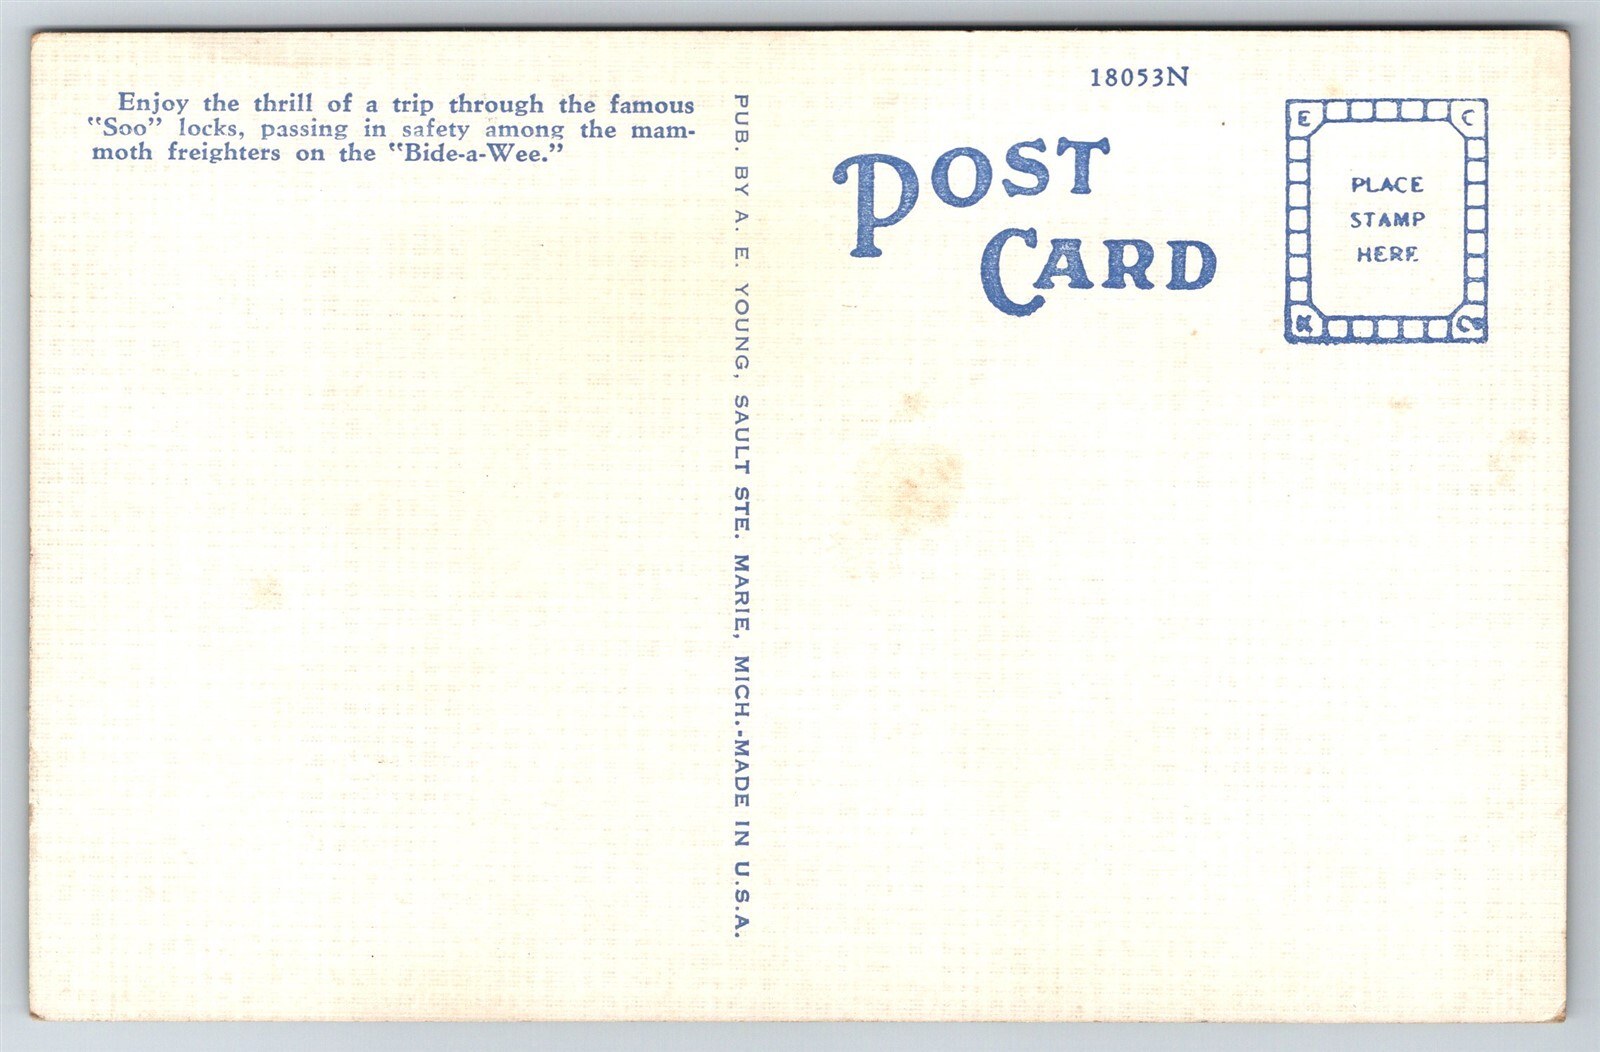 Enjoy the thrill of a trip through the famous
"Soo" locks, passing in safety among the mam-
moth freighters on the "Bide-a-Wee."
PUB. BY A. E. YOUNG, SAULT STE. MARIE, MICH.-MADE IN U.S.A.
18053N
POST
CARD
E C
PLACE
STAMP
HERE
K